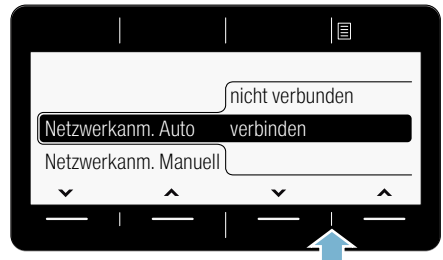 nicht verbunden
Netzwerkanm. Auto verbinden
Netzwerkanm. Manuell